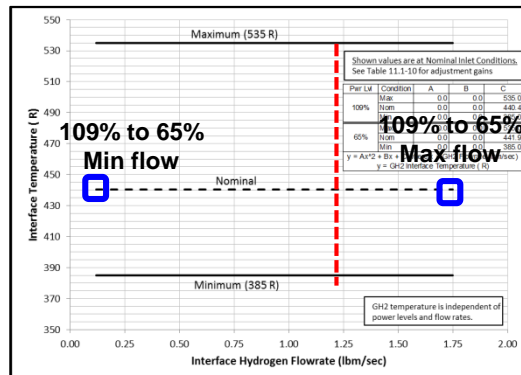 550
530
510
490
470
450
430
410
390
370
350
Interface Temperature ( R)
Maximum (535 R)
Shown values are at Nominal Inlet Conditions.
See Table 11.1-10 for adjustment gains
Pwr Lvl Condition A B C
109% Max 0.0 0.0 535.0
Nom 0.0 0.0 440.4
65%
Nom 0.0 0.0 441.9
Min 0.0 0.0 385.0
y = GH2 Interface Temperature ( R)
109% to 65%
Min flow
109% to 65%
Max flow
Nominal
Minimum (385 R)
GH2 temperature is independent of
power levels and flow rates.
0.00 0.25 0.50 0.75 1.00 1.25 1.50 1.75 2.00
Interface Hydrogen Flowrate (lbm/sec)